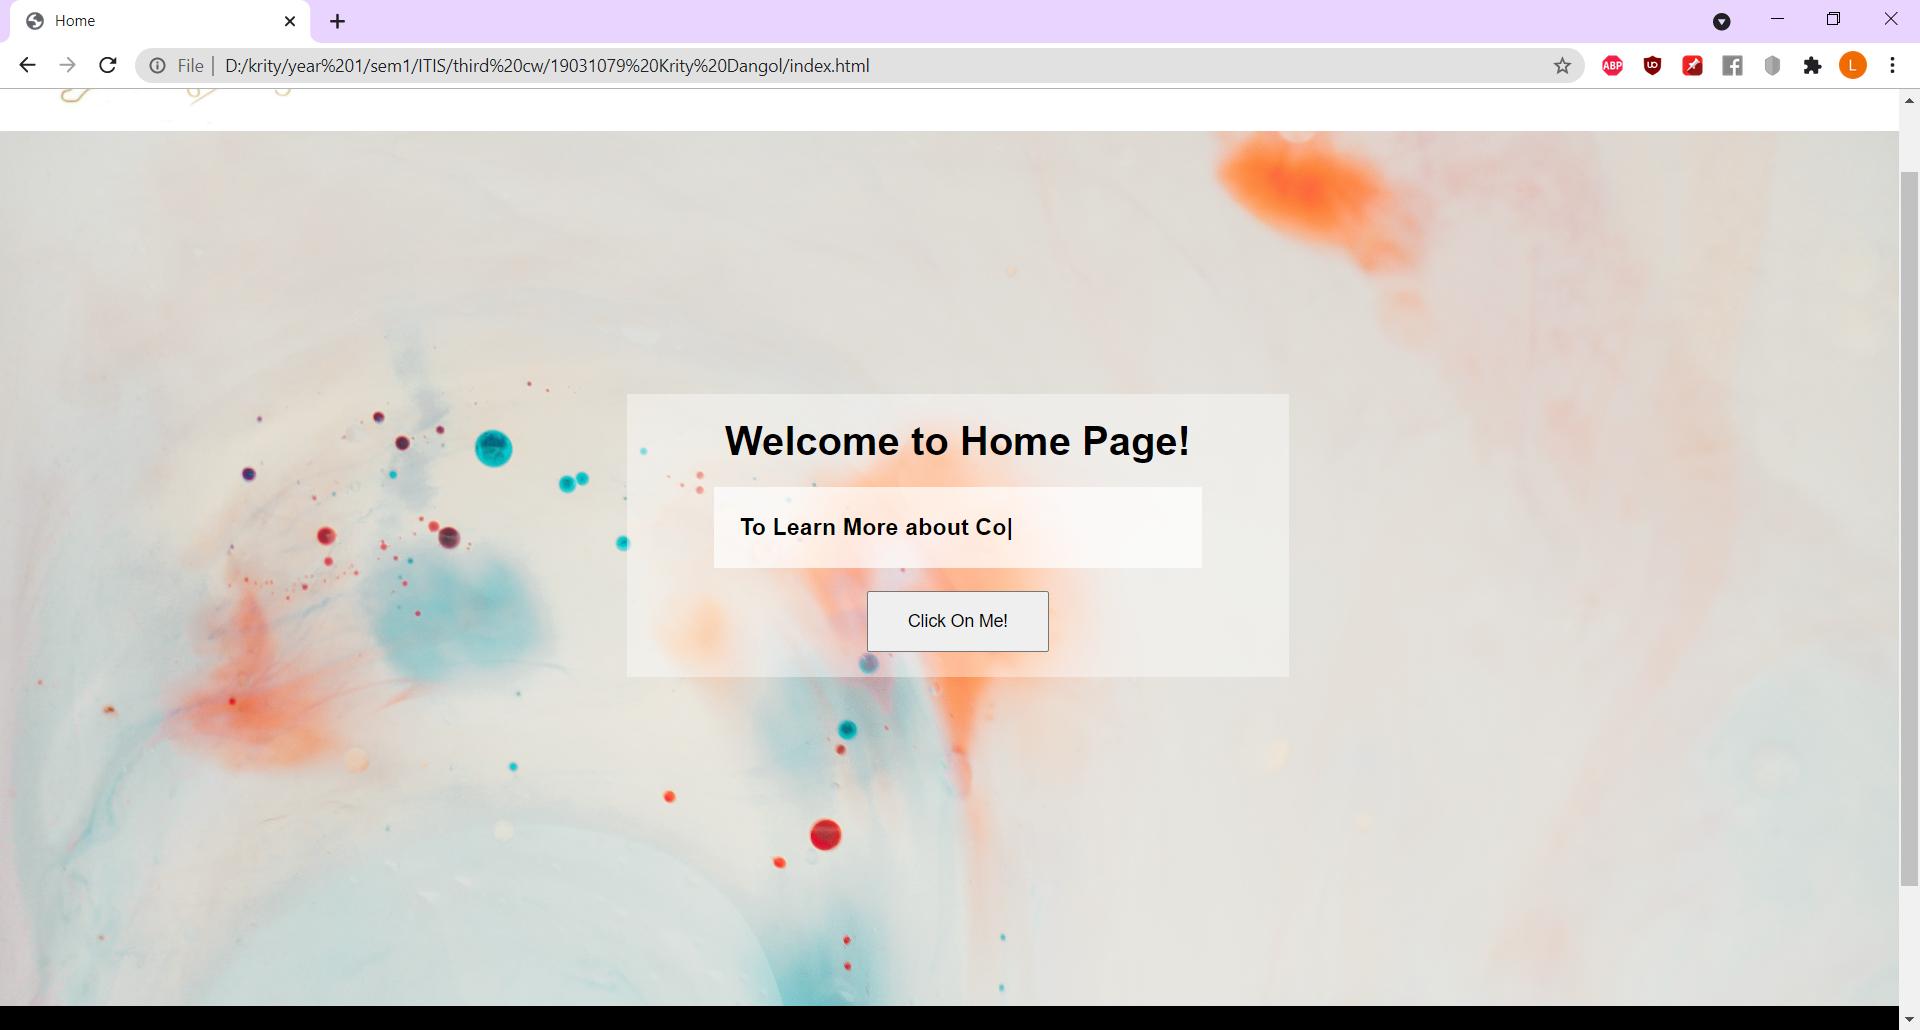 Home
File
D:/krity/year%201/sem1/ITIS/third%20cw/19031079%20Krity%20Dangol/index.html
ABP
UO
L
Welcome to Home Page!
To Learn More about Co|
Click On Me!